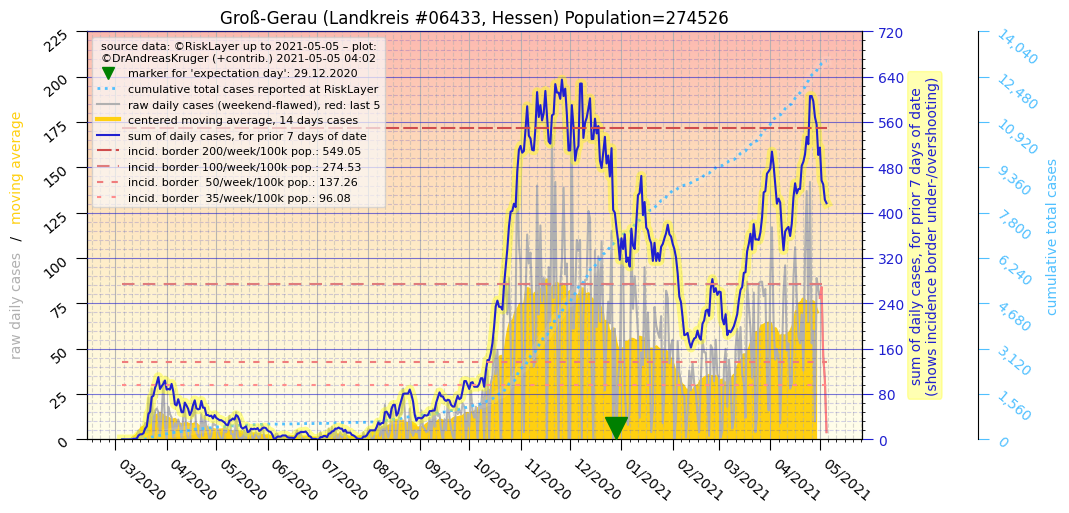 Groß-Gerau (Landkreis #06433, Hessen) Population=274526
source data: ©RiskLayer up to 2021-05-05 – plot:
©DrAndreasKruger (+contrib.) 2021-05-05 04:02
marker for 'expectation day': 29.12.2020
cumulative total cases reported at RiskLayer
raw daily cases (weekend-flawed), red: last 5
centered moving average, 14 days cases
sum of daily cases, for prior 7 days of date
incid. border 200/week/100k pop.: 549.05
incid. border 100/week/100k pop.: 274.53
incid. border  50/week/100k pop.: 137.26
incid. border  35/week/100k pop.: 96.08
raw daily cases   /   moving average
225
200
175
150
125
100
75
50
25
0
03/2020
04/2020
05/2020
06/2020
07/2020
08/2020
09/2020
10/2020
11/2020
12/2020
01/2021
02/2021
03/2021
04/2021
05/2021
720
640
560
480
400
320
240
160
80
0
sum of daily cases, for prior 7 days of date
(shows incidence border under-/overshooting)
14,040
12,480
10,920
9,360
7,800
6,240
4,680
3,120
1,560
0
cumulative total cases